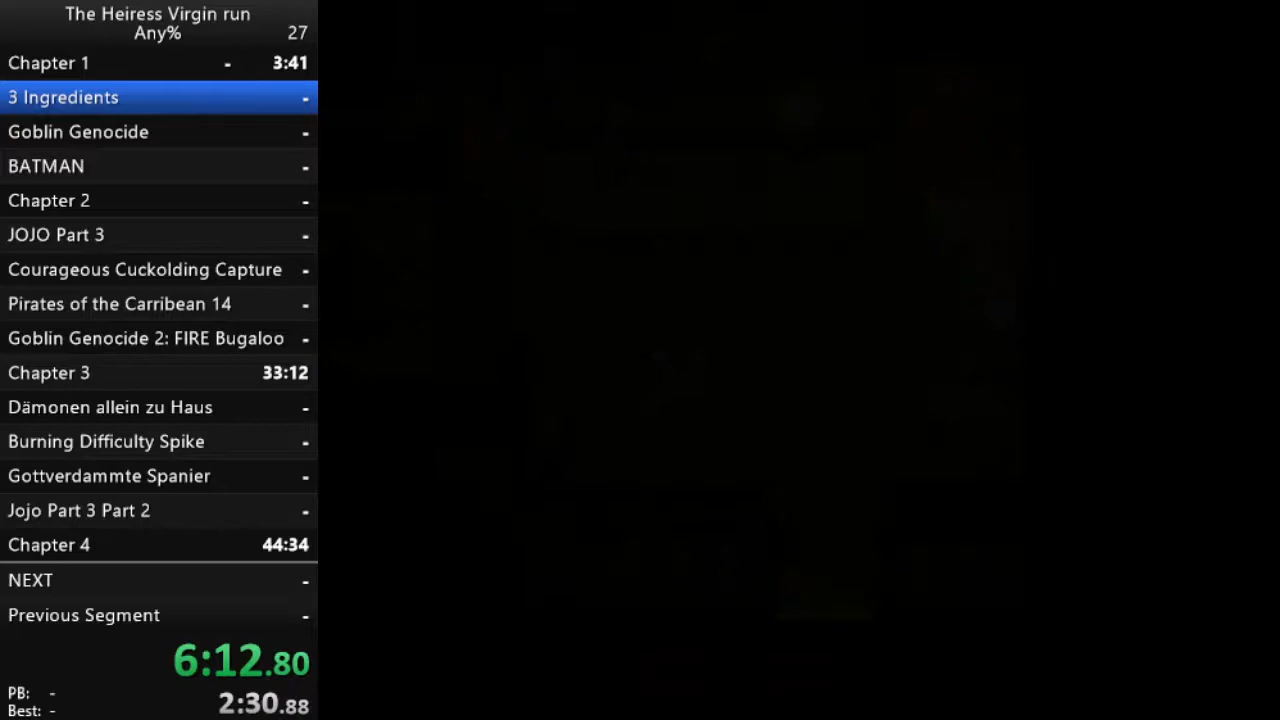 The Heiress Virgin run
Any% 27
Chapter 1 - 3:41
3 Ingredients -
Goblin Genocide -
BATMAN -
Chapter 2 -
JOJO Part 3 -
Courageous Cuckolding Capture -
Pirates of the Carribean 14 -
Goblin Genocide 2: FIRE Bugaloo -
Chapter 3 33:12
Dämonen allein zu Haus -
Burning Difficulty Spike -
Gottverdammte Spanier -
Jojo Part 3 Part 2 -
Chapter 4 44:34
NEXT -
Previous Segment -
6:12.80
PB: -
Best: - 2:30.88